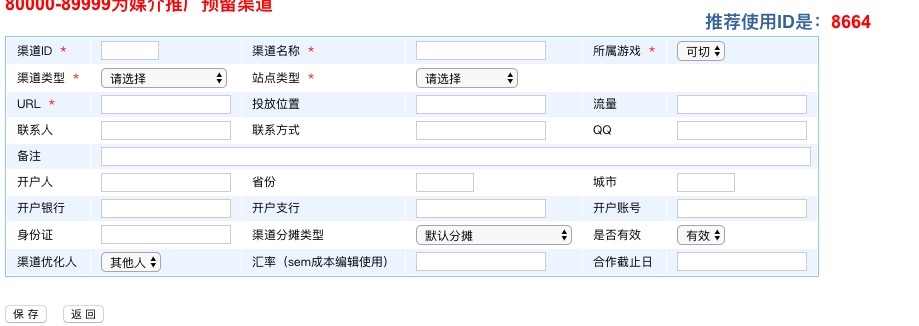 80000-89999为媒介推广预留渠道
推荐使用ID是：8664
渠道ID * 渠道名称 * 所属游戏 * 可切
渠道类型 * 请选择 站点类型 * 请选择
URL * 投放位置 流量
联系人 联系方式 QQ
备注
开户人 省份 城市
开户银行 开户支行 开户账号
身份证 渠道分摊类型 默认分摊 是否有效 有效
渠道优化人 其他人 汇率（sem成本编辑使用） 合作截止日
保存 返回